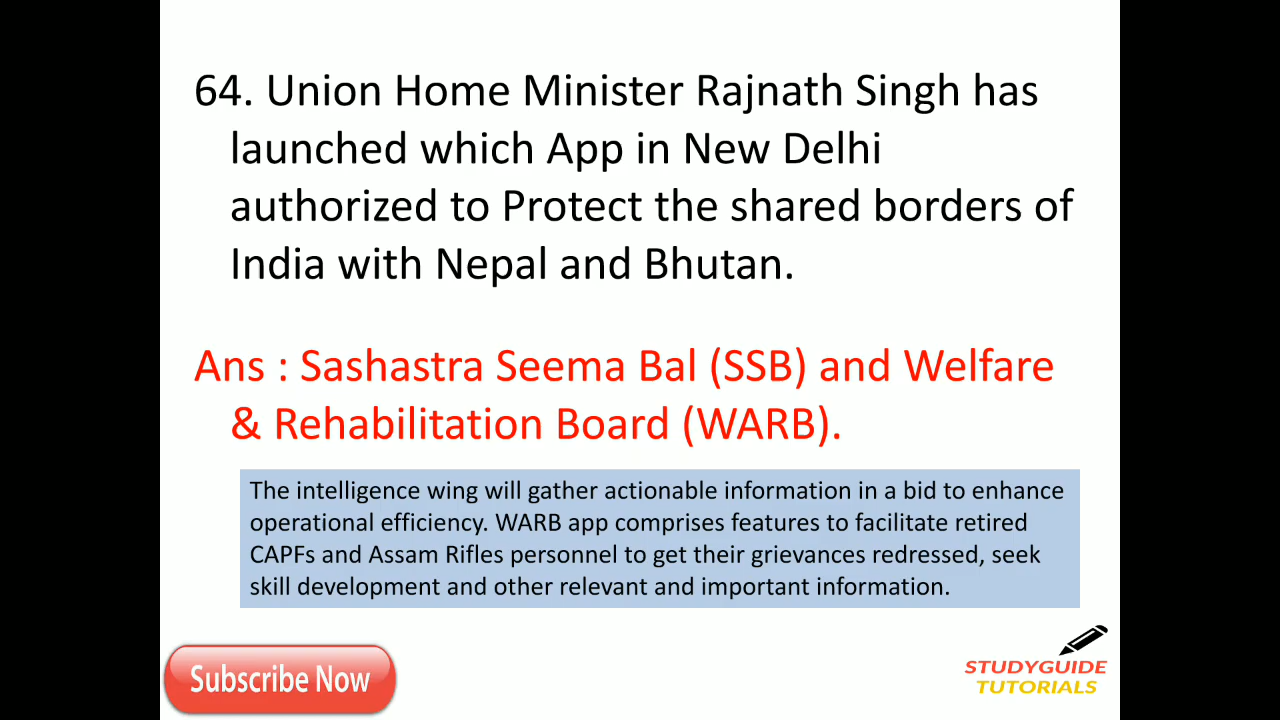 64. Union Home Minister Rajnath Singh has
launched which App in New Delhi
authorized to Protect the shared borders of
India with Nepal and Bhutan.
Ans : Sashastra Seema Bal (SSB) and Welfare
& Rehabilitation Board (WARB).
The intelligence wing will gather actionable information in a bid to enhance
operational efficiency. WARB app comprises features to facilitate retired
CAPFs and Assam Rifles personnel to get their grievances redressed, seek
skill development and other relevant and important information.
Subscribe Now
STUDYGUIDE
TUTORIALS